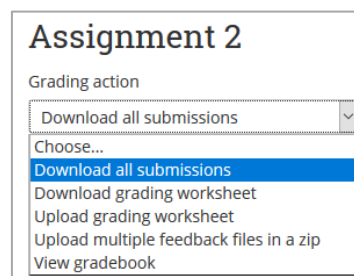 Assignment 2
Grading action
Download all submissions
Choose...
Download all submissions
Download grading worksheet
Upload grading worksheet
Upload multiple feedback files in a zip
View gradebook